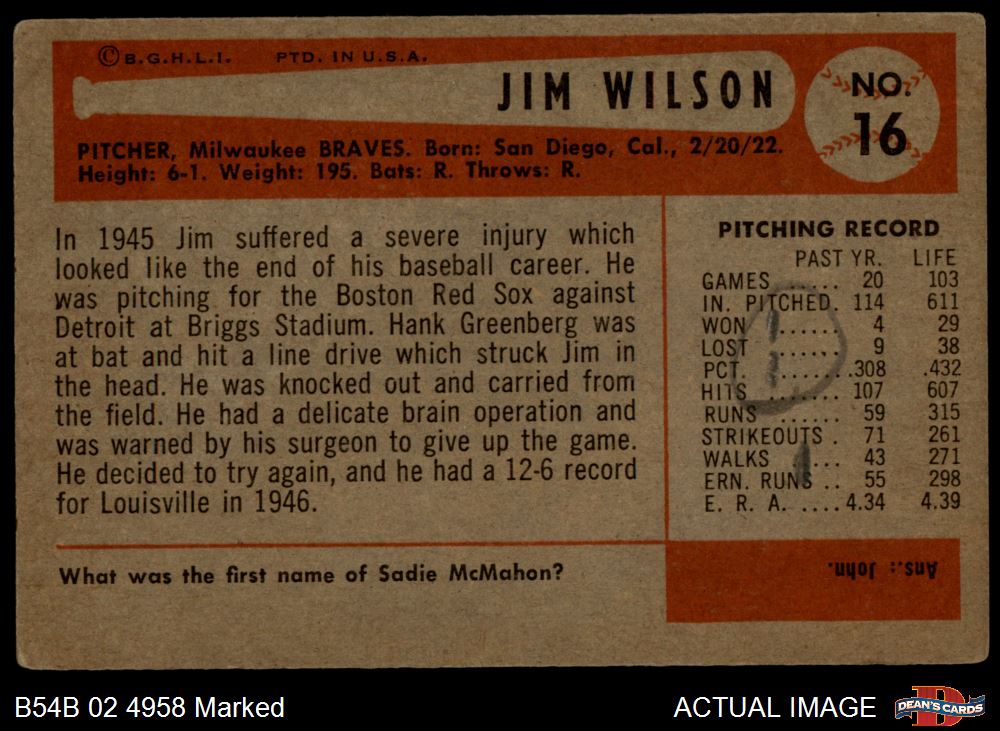 ©B.G.H.L.I. PTD. IN U.S.A.
JIM WILSON
NO.
16
PITCHER, Milwaukee BRAVES. Born: San Diego, Cal., 2/20/22.
Height: 6-1. Weight: 195. Bats: R. Throws: R.
In 1945 Jim suffered a severe injury which
looked like the end of his baseball career. He
was pitching for the Boston Red Sox against
Detroit at Briggs Stadium. Hank Greenberg was
at bat and hit a line drive which struck Jim in
the head. He was knocked out and carried from
the field. He had a delicate brain operation and
was warned by his surgeon to give up the game.
He decided to try again, and he had a 12-6 record
for Louisville in 1946.
PITCHING RECORD
PAST YR. LIFE
GAMES ...... 20 103
IN. PITCHED. 114 611
WON ....... 4 29
LOST ...... 9 38
PCT. ....... .308 .432
HITS ....... 107 607
RUNS ...... 59 315
STRIKEOUTS . 71 261
WALKS .... 43 271
ERN. RUNS .. 55 298
E. R. A. .... 4.34 4.39
What was the first name of Sadie McMahon?
Ans.: John.
B54B 02 4958 Marked
ACTUAL IMAGE
D
DEAN'S CARDS